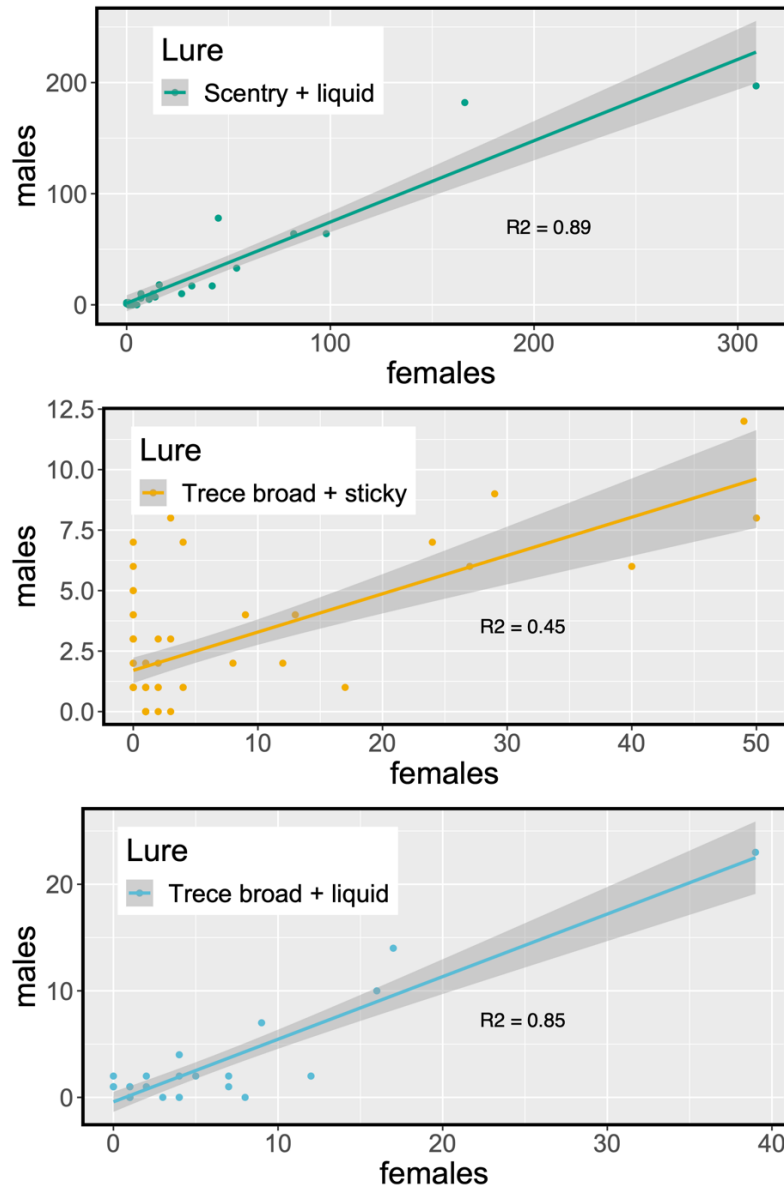 Lure
Scentry + liquid
200
100
0
males
R2 = 0.89
0 100 200 300
females
12.5
10.0
7.5
5.0
2.5
0.0
males
Lure
Trece broad + sticky
R2 = 0.45
0 10 20 30 40 50
females
20
10
0
males
Lure
Trece broad + liquid
R2 = 0.85
0 10 20 30 40
females